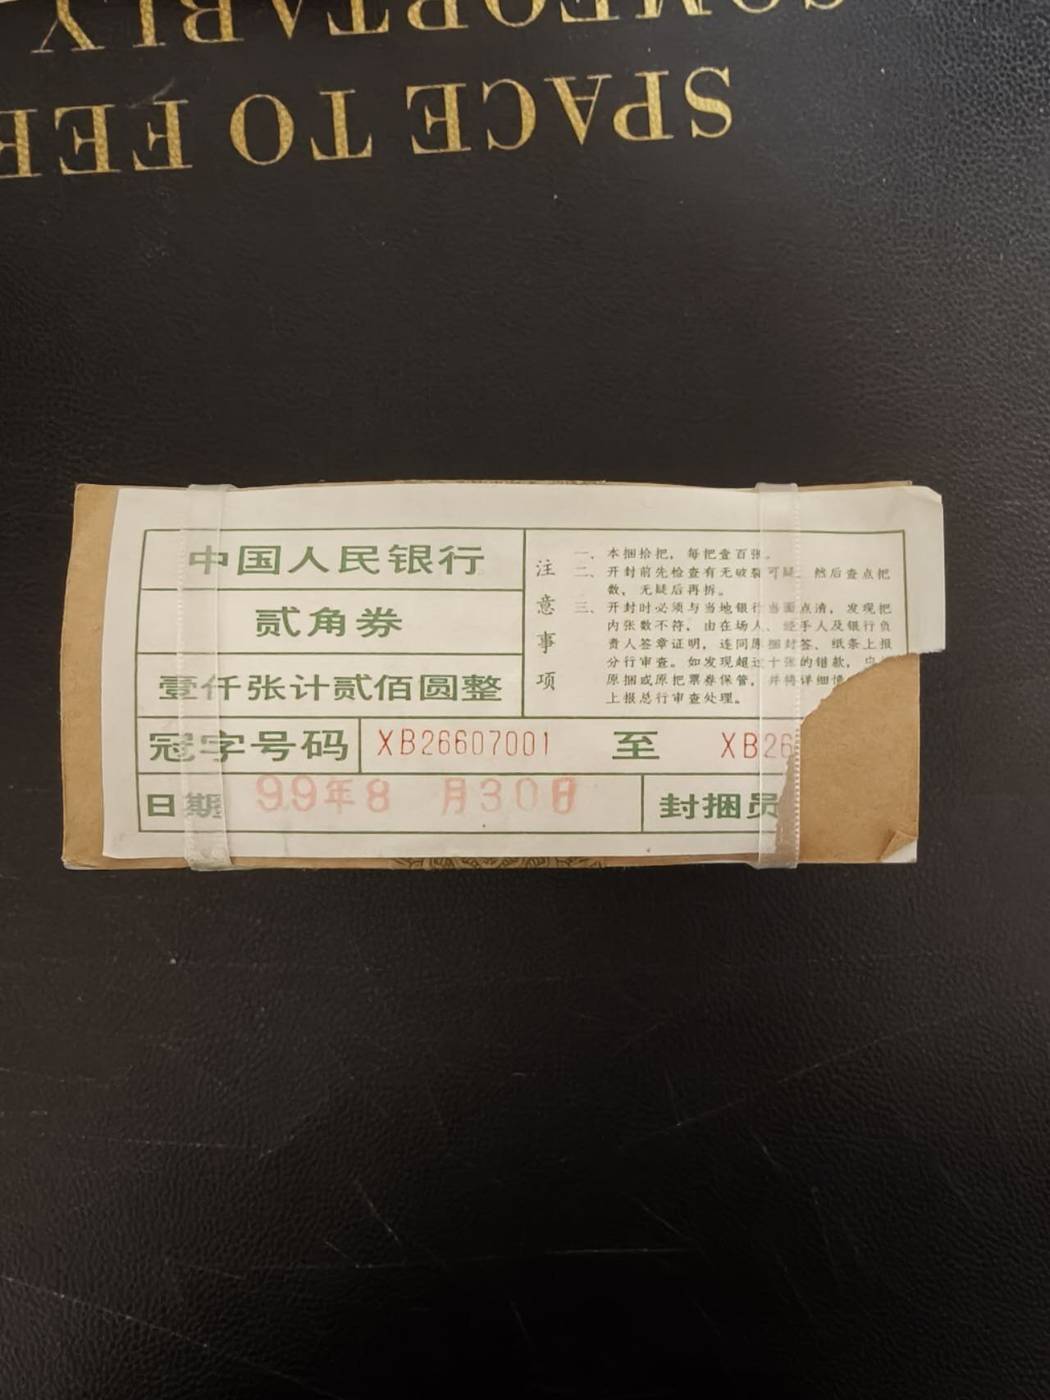 COMFORTABLY
SPACE TO FEE
中国人民银行
贰角券
壹仟张计贰佰圆整
冠字号码 XB26607001 至 XB26
日期 99年8月30日 封捆员
注意事项
一、本捆拾把，每把壹百张。
二、开封前先检查有无破裂可疑，然后查点把
数，无疑后再拆。
三、开封时必须与当地银行当面点清，发现把
内张数不符，由在场人、经手人及银行负
责人签章证明，连同原捆封签、纸条上报
分行审查。如发现超过十张的错款，应
原捆或原把票券保管，并将详细情
上报总行审查处理。